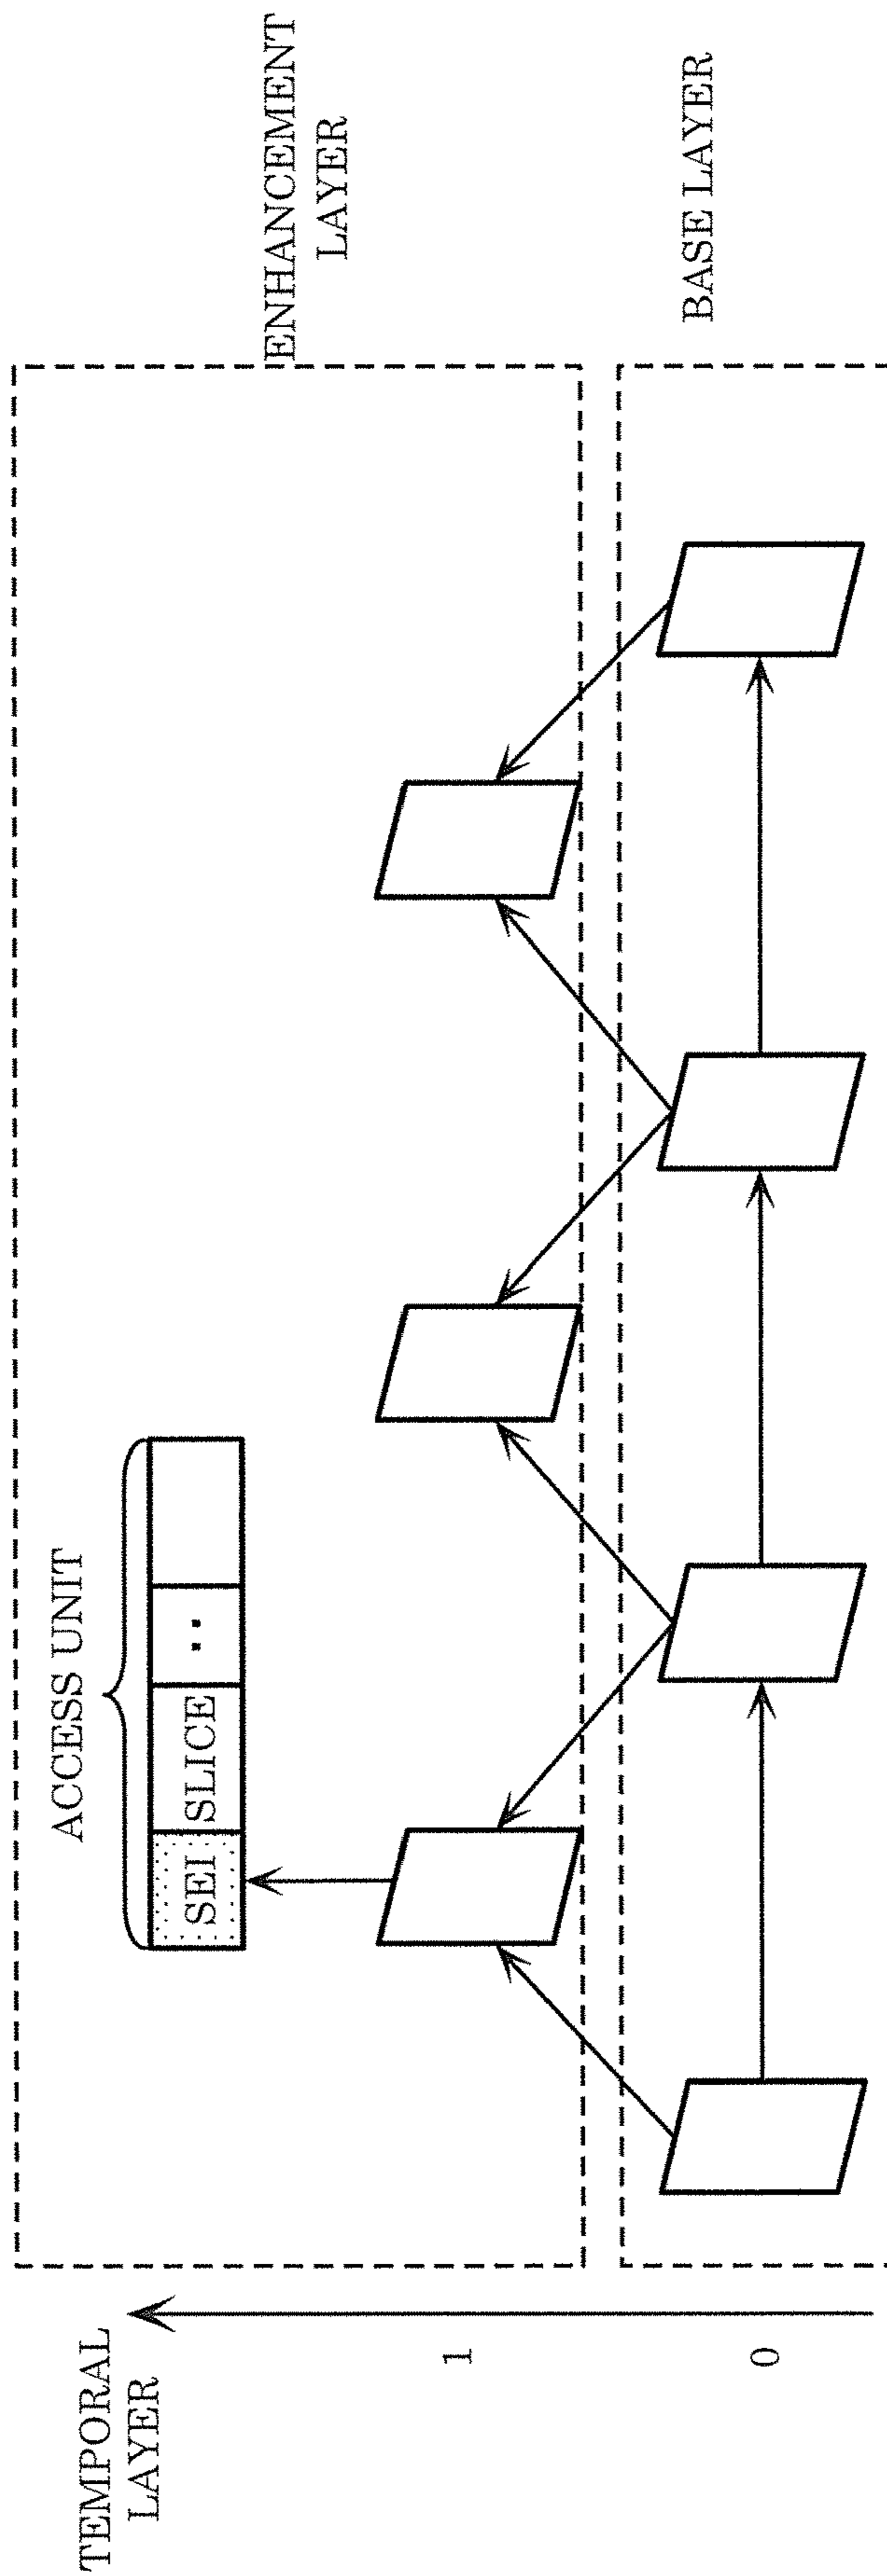 TEMPORAL
LAYER
ACCESS UNIT
SEI
SLICE
..
ENHANCEMENT
LAYER
1
0
BASE LAYER